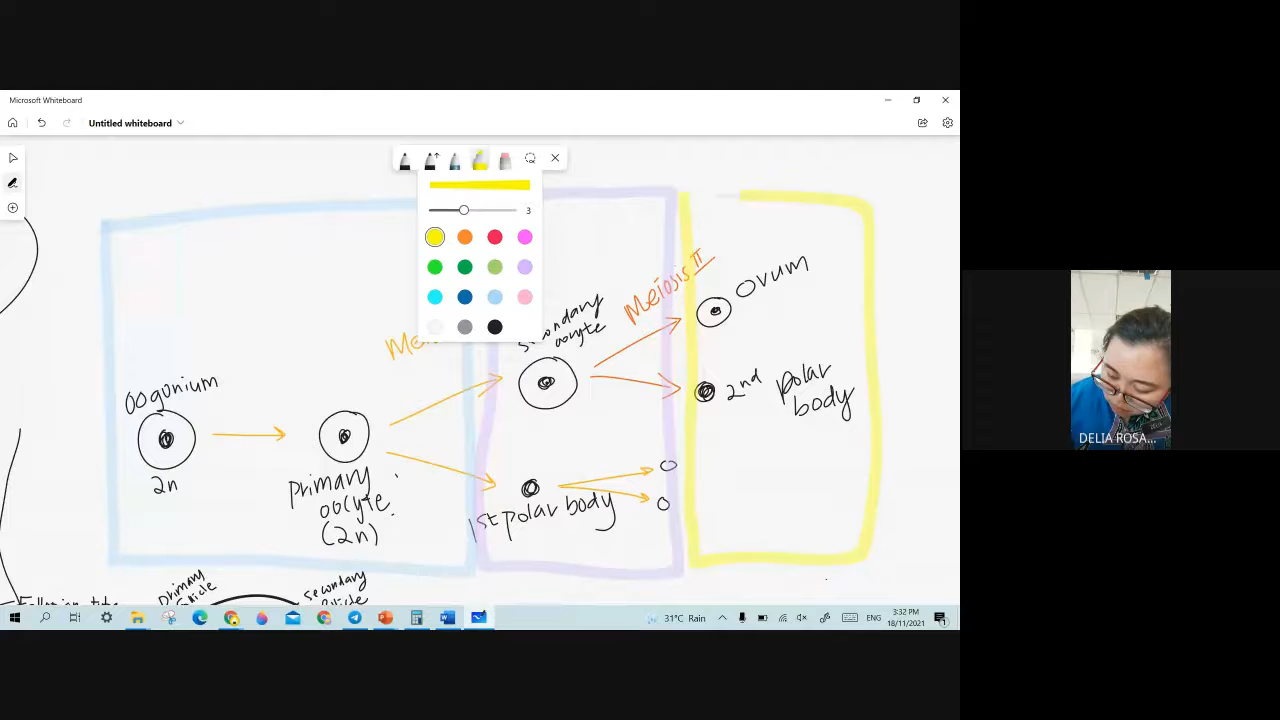 Microsoft Whiteboard
Untitled whiteboard
3
Meiosis II
ovum
secondary
oocyte
oogonium
2n
primary
oocyte
(2n)
2nd polar
body
1st polar body
primary
secondary
DELIA ROSA...
31°C Rain
ENG
3:32 PM
18/11/2021
1